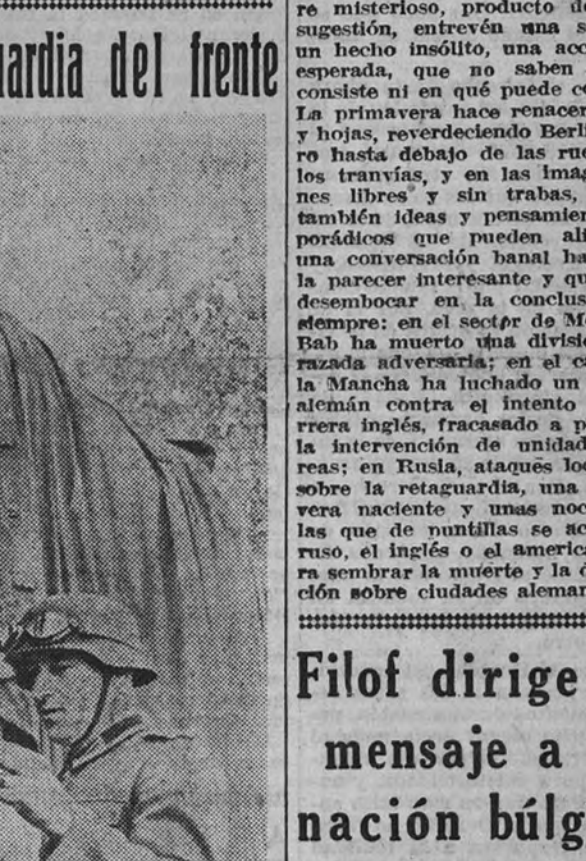 uardia del frente
re misterioso, producto de
sugestión, entrevén una s
un hecho insólito, una acc
esperada, que no saben
consiste ni en qué puede c
La primavera hace renacer
y hojas, reverdeciendo Berl
ro hasta debajo de las rue
los tranvías, y en las imag
nes libres y sin trabas,
también ideas y pensamien
porádicos que pueden ali
una conversación banal ha
la parecer interesante y qu
desembocar en la conclus
siempre: en el sector de M
Bab ha muerto una divisi
razada adversaria; en el c
la Mancha ha luchado un
alemán contra el intento
rrera inglés, fracasado a p
la intervención de unidad
reas; en Rusia, ataques lo
sobre la retaguardia, una
vera naciente y unas noc
las que de puntillas se ac
ruso, el inglés o el americ
ra sembrar la muerte y la d
ción sobre ciudades aleman
Filof dirige
mensaje a
nación búlg